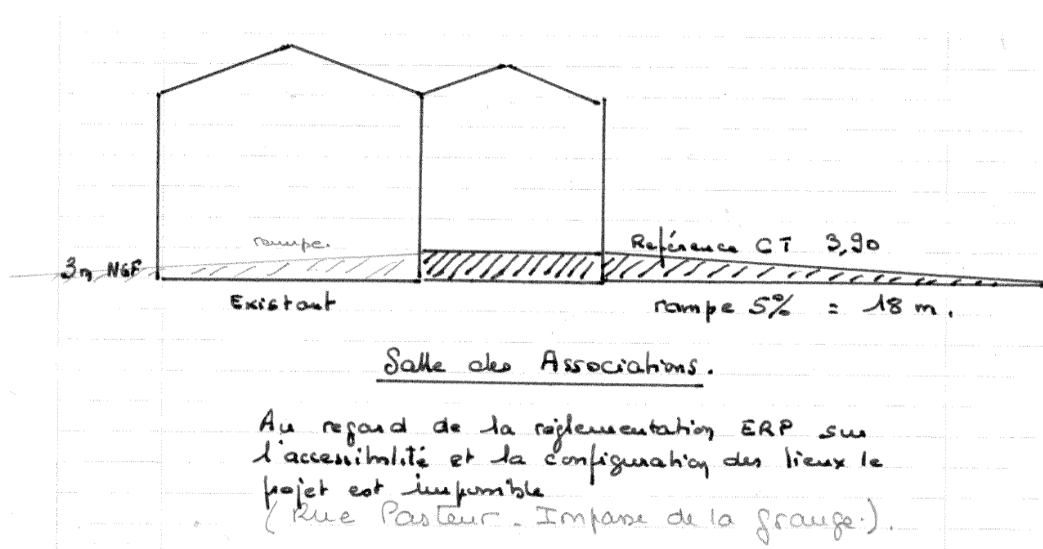 rampe.
Référence CT 3,90
3m NGF
Existant
rampe 5% = 18 m.
Salle des Associations.
Au regard de la réglementation ERP sur
l'accessibilité et la configuration des lieux le
projet est impossible
(Rue Pasteur - Impasse de la grange).